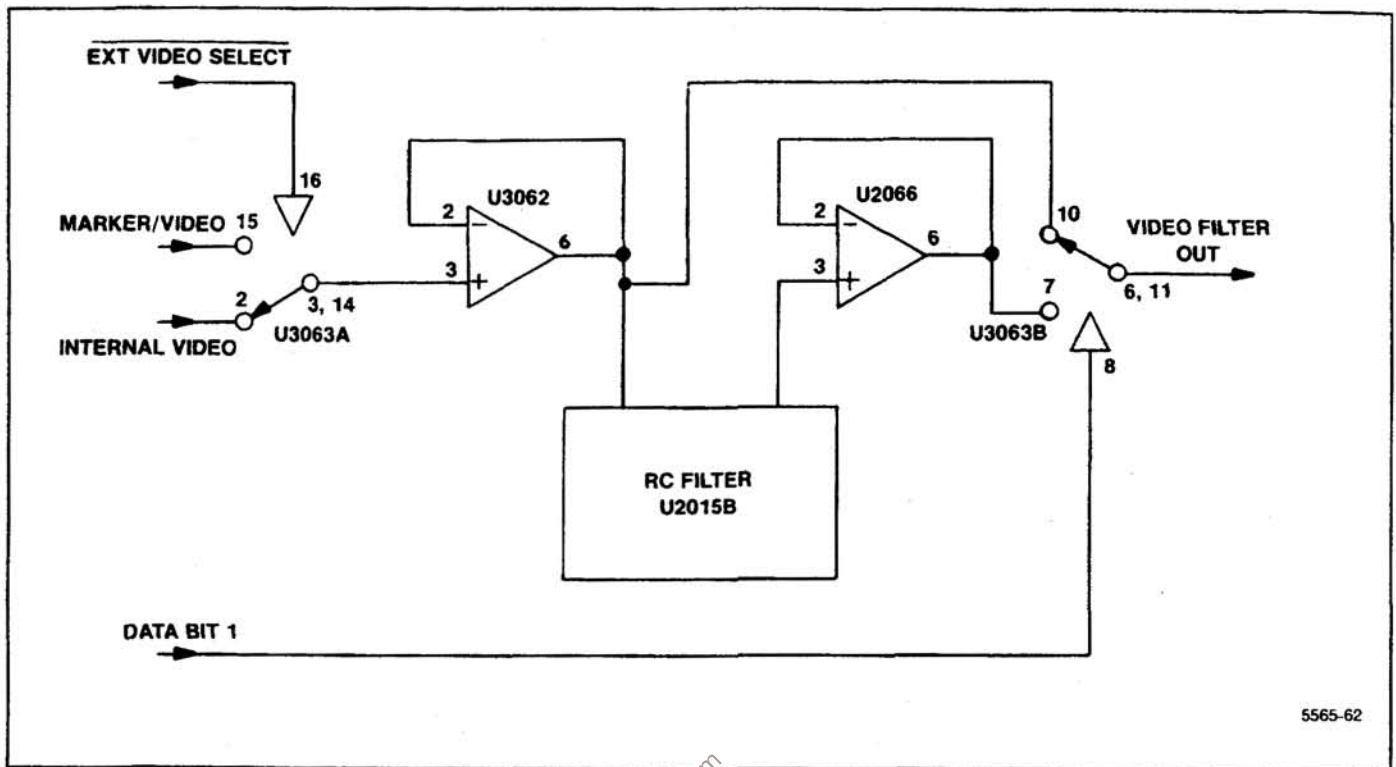 EXT VIDEO SELECT
16
MARKER/VIDEO 15
2
3, 14
U3063A
INTERNAL VIDEO
U3062
2
-
3
+
6
U2066
2
-
3
+
6
10
VIDEO FILTER
OUT
7
6, 11
U3063B
8
RC FILTER
U2015B
DATA BIT 1
5565-62
m